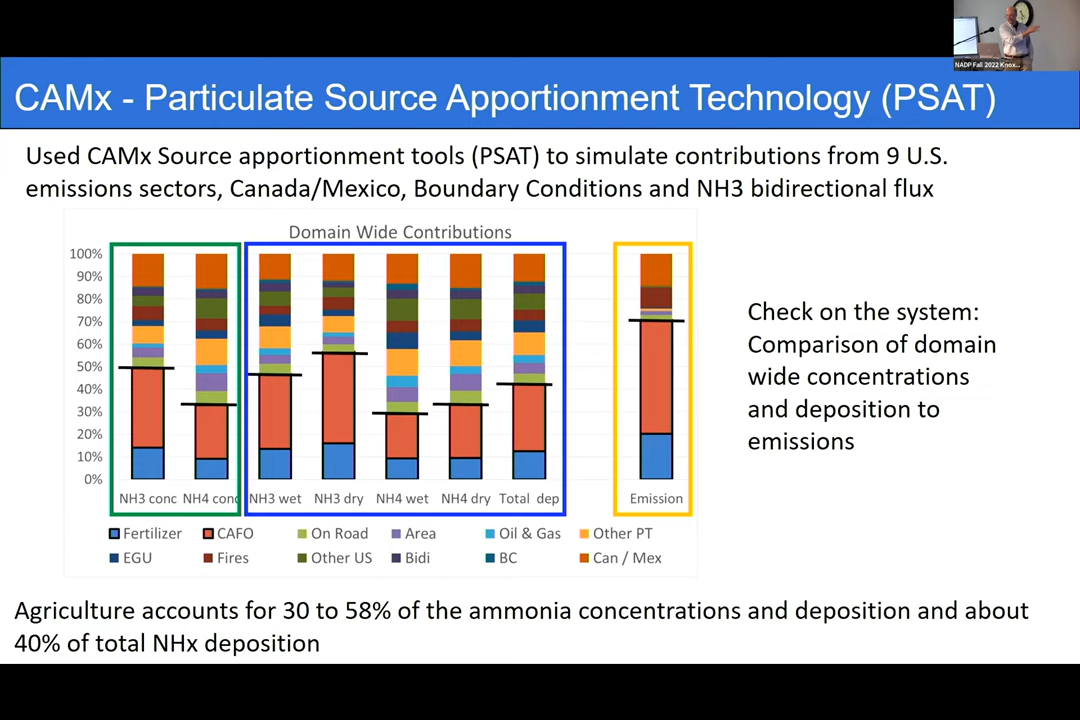 NADP Fall 2022 Knox...
CAMx - Particulate Source Apportionment Technology (PSAT)
Used CAMx Source apportionment tools (PSAT) to simulate contributions from 9 U.S.
emissions sectors, Canada/Mexico, Boundary Conditions and NH3 bidirectional flux
Domain Wide Contributions
100%
90%
80%
70%
60%
50%
40%
30%
20%
10%
0%
NH3 conc NH4 conc NH3 wet NH3 dry NH4 wet NH4 dry Total dep Emission
Fertilizer CAFO On Road Area Oil & Gas Other PT
EGU Fires Other US Bidi BC Can / Mex
Check on the system:
Comparison of domain
wide concentrations
and deposition to
emissions
Agriculture accounts for 30 to 58% of the ammonia concentrations and deposition and about
40% of total NHx deposition